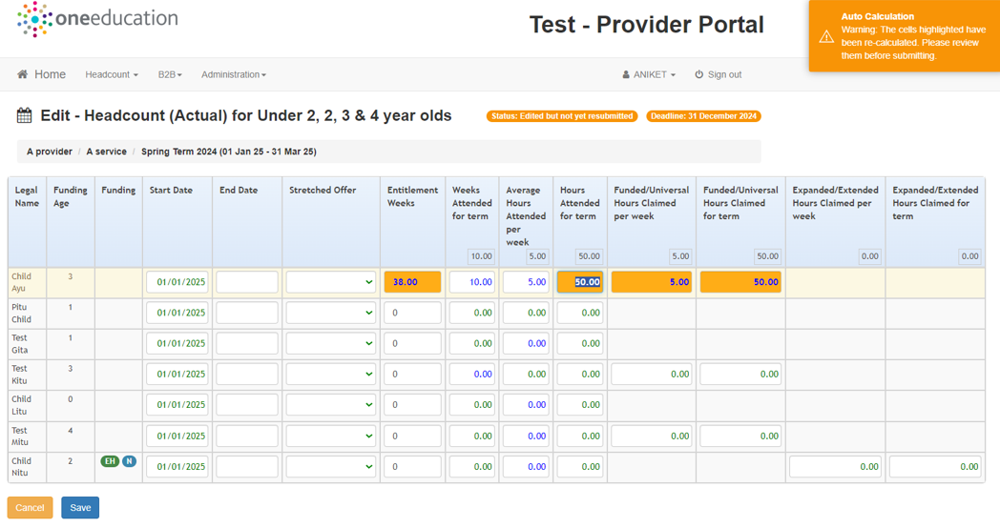 oneeducation
Test - Provider Portal
Auto Calculation
Warning: The cells highlighted have
been re-calculated. Please review
them before submitting.
Home Headcount B2B Administration ANIKET Sign out
Edit - Headcount (Actual) for Under 2, 2, 3 & 4 year olds Status: Edited but not yet resubmitted Deadline: 31 December 2024
A provider / A service / Spring Term 2024 (01 Jan 25 - 31 Mar 25)
Legal Name Funding Age Funding Start Date End Date Stretched Offer Entitlement Weeks Weeks Attended for term Average Hours Attended per week Hours Attended for term Funded/Universal Hours Claimed per week Funded/Universal Hours Claimed for term Expanded/Extended Hours Claimed per week Expanded/Extended Hours Claimed for term
10.00 5.00 50.00 5.00 50.00 0.00 0.00
Child Ayu 3 01/01/2025 38.00 10.00 5.00 50.00 5.00 50.00
Pitu Child 1 01/01/2025 0 0.00 0.00 0.00
Test Gita 1 01/01/2025 0 0.00 0.00 0.00
Test Kitu 3 01/01/2025 0 0.00 0.00 0.00 0.00 0.00
Child Litu 0 01/01/2025 0 0.00 0.00 0.00
Test Mitu 4 01/01/2025 0 0.00 0.00 0.00 0.00 0.00
Child Nitu 2 EH N 01/01/2025 0 0.00 0.00 0.00 0.00 0.00
Cancel Save